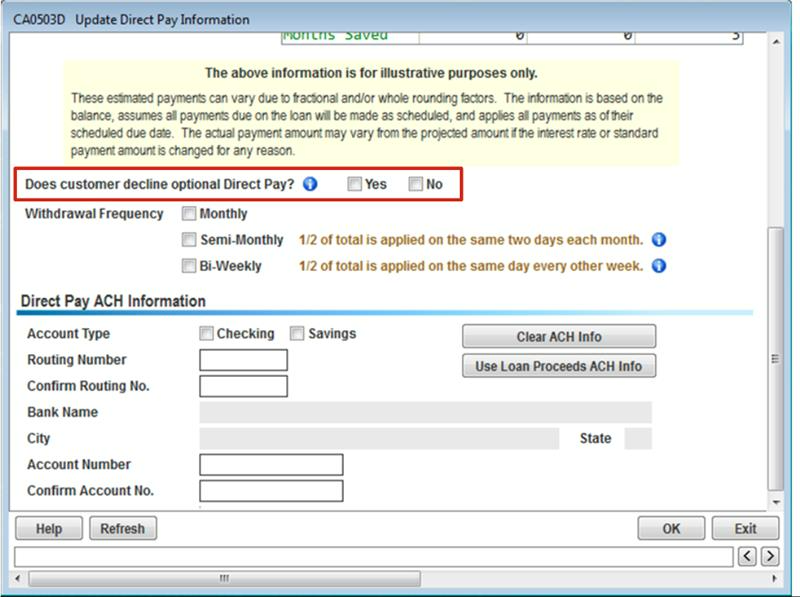 CA0503D Update Direct Pay Information
Months Saved 0 0 3
The above information is for illustrative purposes only.
These estimated payments can vary due to fractional and/or whole rounding factors. The information is based on the
balance, assumes all payments due on the loan will be made as scheduled, and applies all payments as of their
scheduled due date. The actual payment amount may vary from the projected amount if the interest rate or standard
payment amount is changed for any reason.
Does customer decline optional Direct Pay? Yes No
Withdrawal Frequency Monthly
Semi-Monthly 1/2 of total is applied on the same two days each month.
Bi-Weekly 1/2 of total is applied on the same day every other week.
Direct Pay ACH Information
Account Type Checking Savings Clear ACH Info
Routing Number Use Loan Proceeds ACH Info
Confirm Routing No.
Bank Name
City State
Account Number
Confirm Account No.
Help Refresh OK Exit